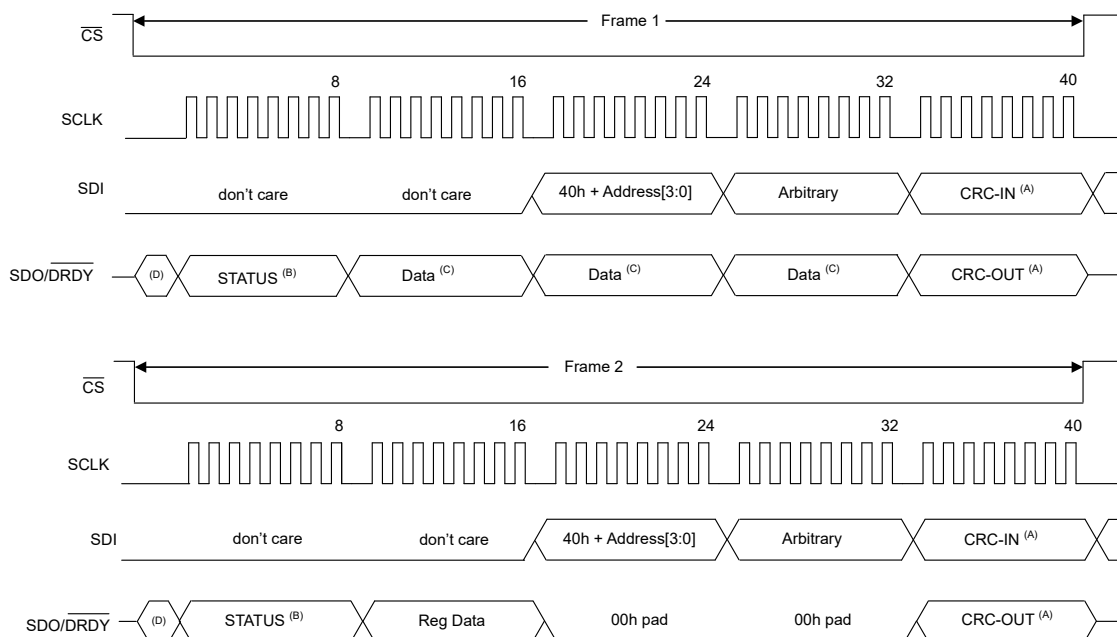 Frame 1
CS
8 16 24 32 40
SCLK
SDI don't care don't care 40h + Address[3:0] Arbitrary CRC-IN (A)
SDO/DRDY (D) STATUS (B) Data (C) Data (C) Data (C) CRC-OUT (A)
Frame 2
CS
8 16 24 32 40
SCLK
SDI don't care don't care 40h + Address[3:0] Arbitrary CRC-IN (A)
SDO/DRDY (D) STATUS (B) Reg Data 00h pad 00h pad CRC-OUT (A)